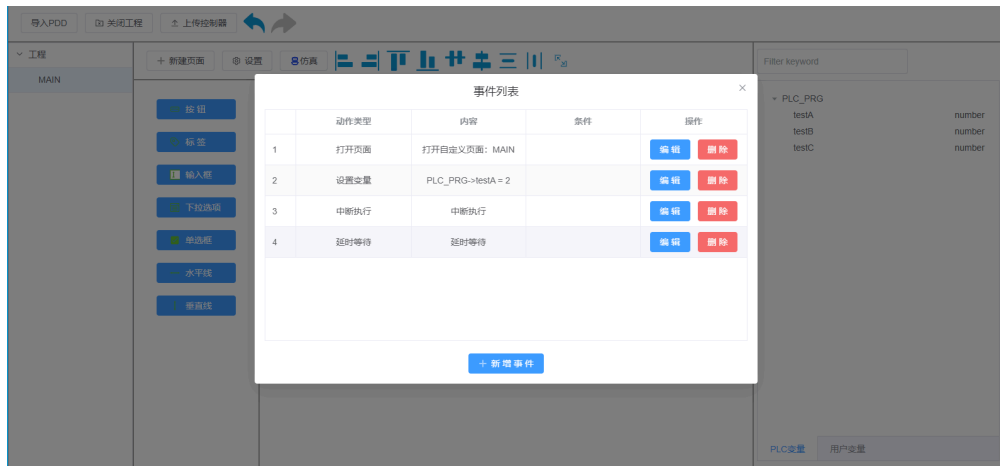 导入PDD 关闭工程 上传控制器
工程
MAIN
新建页面 设置 仿真
Filter keyword
按钮
标签
输入框
下拉选项
单选框
水平线
垂直线
事件列表
动作类型 内容 条件 操作
1 打开页面 打开自定义页面：MAIN 编辑 删除
2 设置变量 PLC_PRG->testA = 2 编辑 删除
3 中断执行 中断执行 编辑 删除
4 延时等待 延时等待 编辑 删除
+ 新增事件
PLC_PRG
testA number
testB number
testC number
PLC变量 用户变量